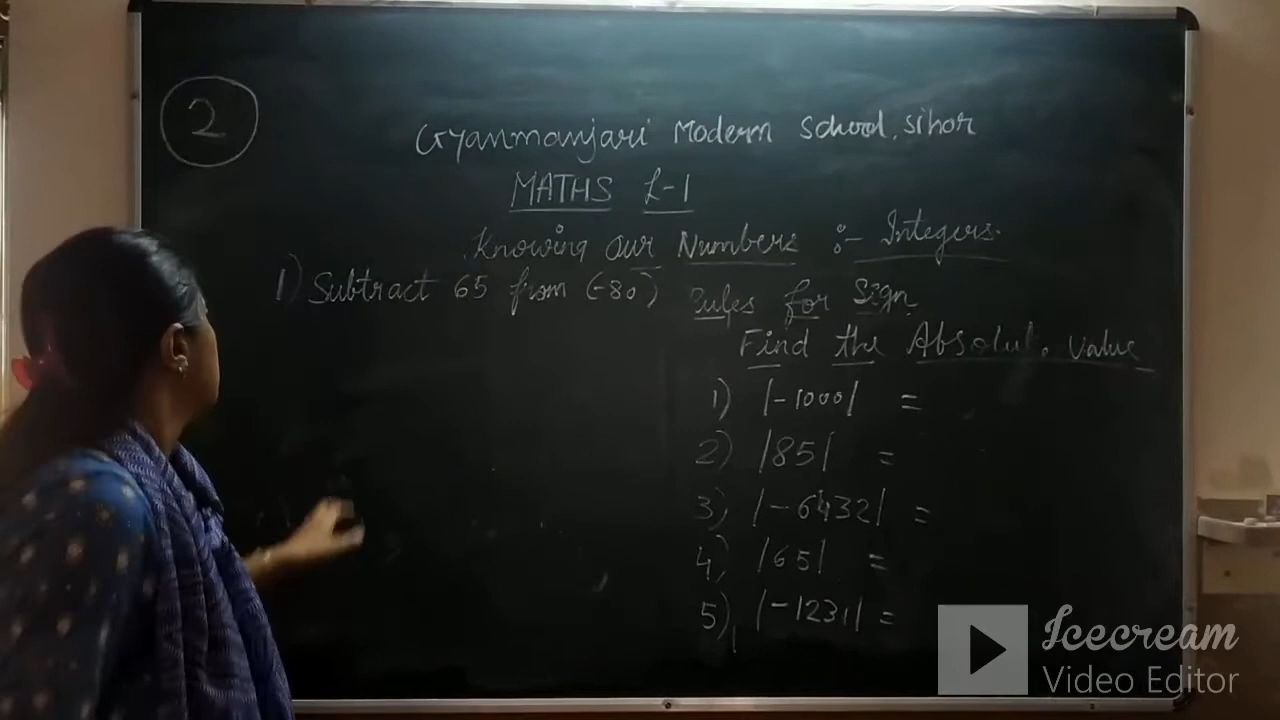 2
Gyanmanjari Modern School, Sihor
MATHS L-1
Knowing our Numbers :- Integers.
1) Subtract 65 from (-80)
rules for Sign
Find the Absolut. value
1) |-1000| =
2) |85| =
3) |-6432| =
4) |65| =
5) |-1231| =
Icecream
Video Editor